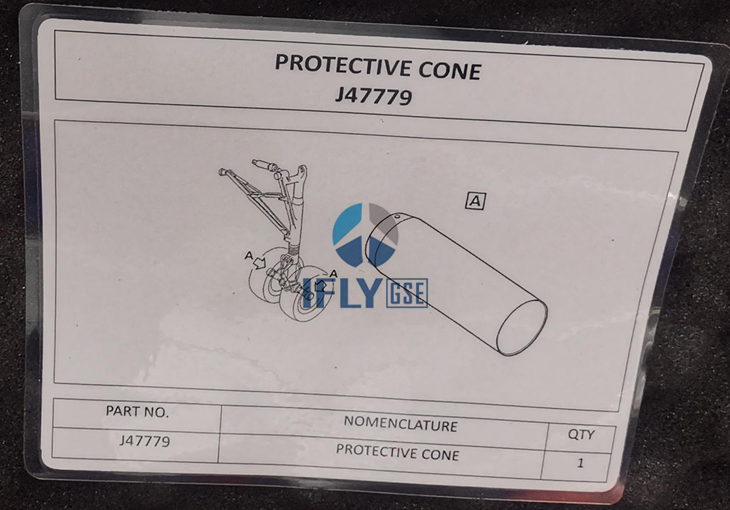 PROTECTIVE CONE
J47779
A
A
A
IFLY GSE
PART NO.
NOMENCLATURE
QTY
J47779
PROTECTIVE CONE
1